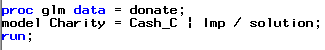 proc glm data = donate;
model Charity = Cash_C | Imp / solution;
run;